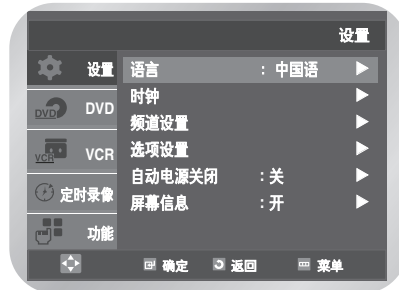 设置
设置
语言 : 中国语 ▶
时钟 ▶
DVD DVD
频道设置 ▶
VCR VCR
选项设置 ▶
自动电源关闭 : 关 ▶
定时录像
屏幕信息 : 开 ▶
功能
确定 返回 菜单